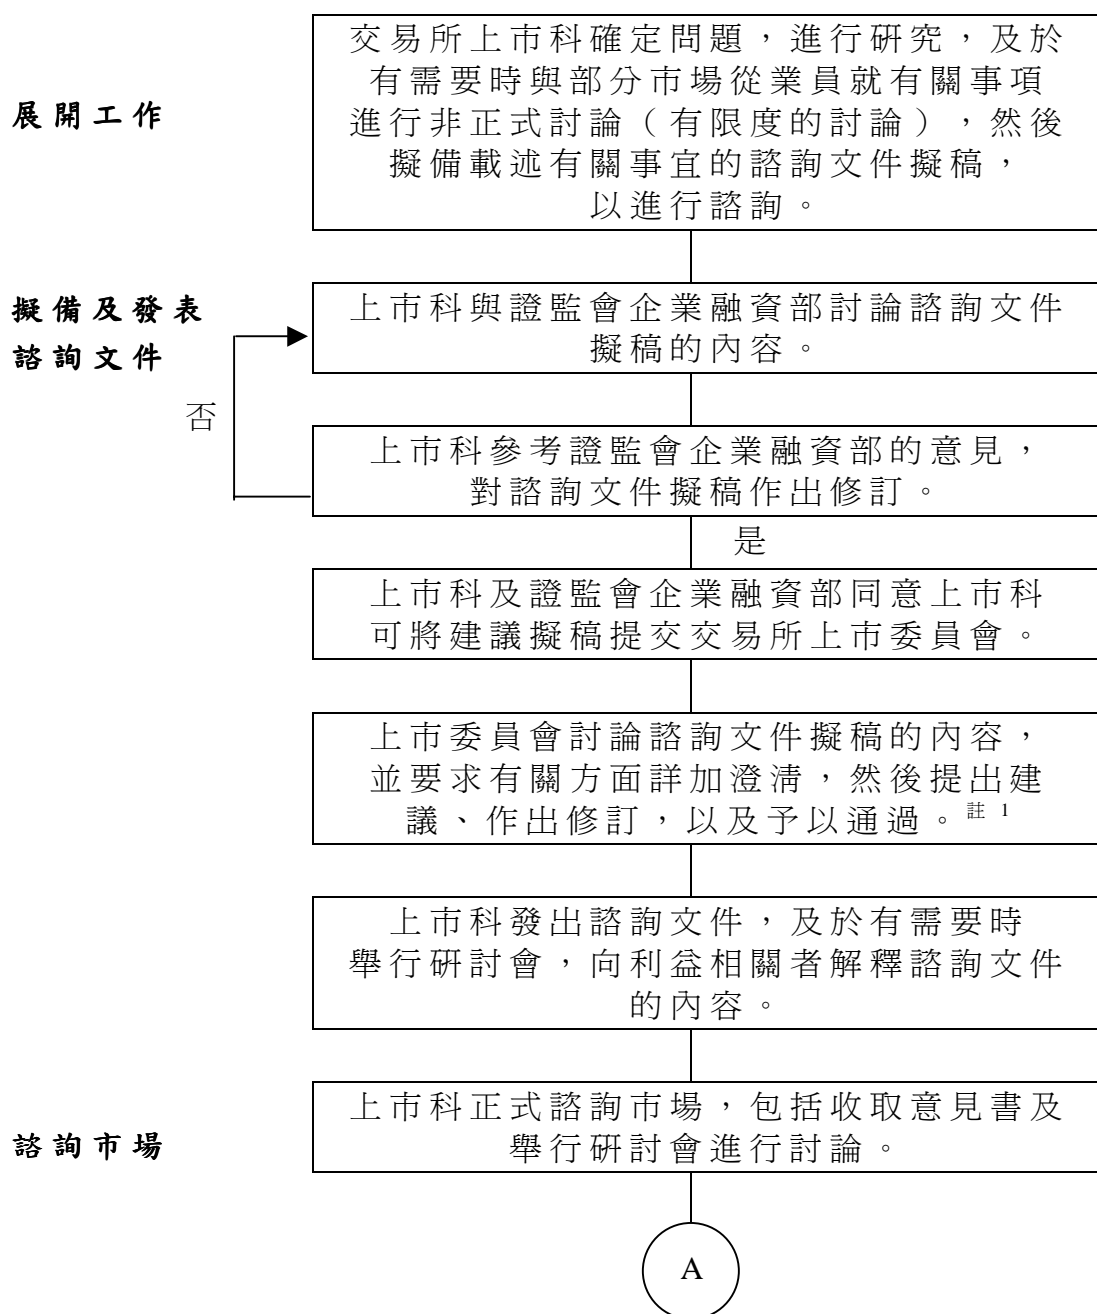 展開工作
交易所上市科確定問題，進行研究，及於
有需要時與部分市場從業員就有關事項
進行非正式討論（有限度的討論），然後
擬備載述有關事宜的諮詢文件擬稿，
以進行諮詢。
擬備及發表
諮詢文件
上市科與證監會企業融資部討論諮詢文件
擬稿的內容。
否
上市科參考證監會企業融資部的意見，
對諮詢文件擬稿作出修訂。
是
上市科及證監會企業融資部同意上市科
可將建議擬稿提交交易所上市委員會。
上市委員會討論諮詢文件擬稿的內容，
並要求有關方面詳加澄清，然後提出建
議、作出修訂，以及予以通過。註 1
上市科發出諮詢文件，及於有需要時
舉行研討會，向利益相關者解釋諮詢文件
的內容。
諮詢市場
上市科正式諮詢市場，包括收取意見書及
舉行研討會進行討論。
A